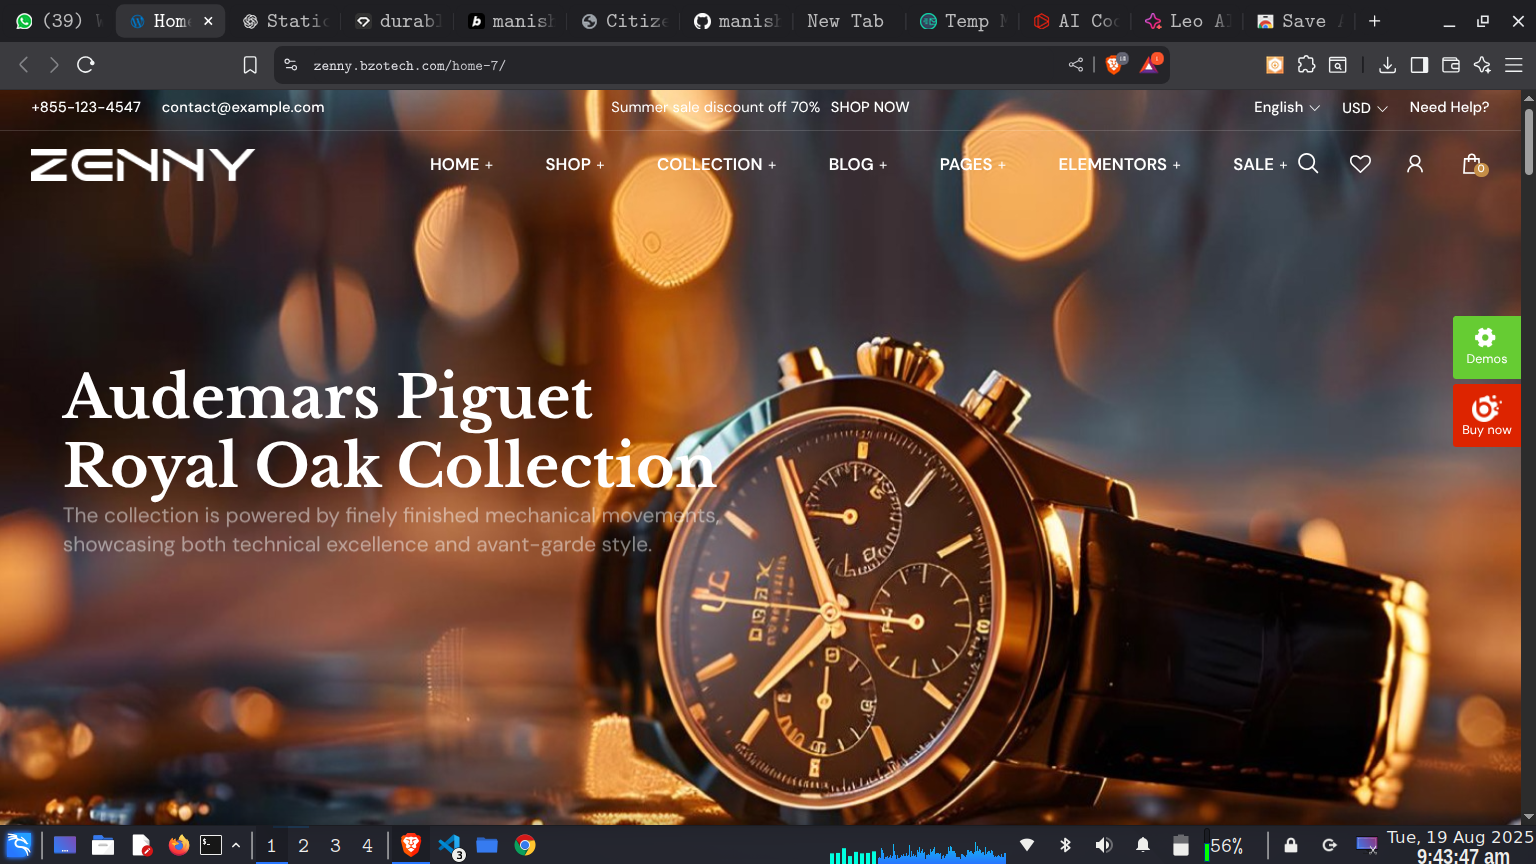 (39) W
Home
Static
durabl
manish
Citize
manish
New Tab
Temp M
AI Coo
Leo AI
Save A
zenny.bzotech.com/home-7/
+855-123-4547 contact@example.com Summer sale discount off 70% SHOP NOW English USD Need Help?
ZENNY HOME + SHOP + COLLECTION + BLOG + PAGES + ELEMENTORS + SALE + 0
Demos
Buy now
Audemars Piguet
Royal Oak Collection
The collection is powered by finely finished mechanical movements,
showcasing both technical excellence and avant-garde style.
1 2 3 4 3 56% Tue, 19 Aug 2025
9:43:47 am